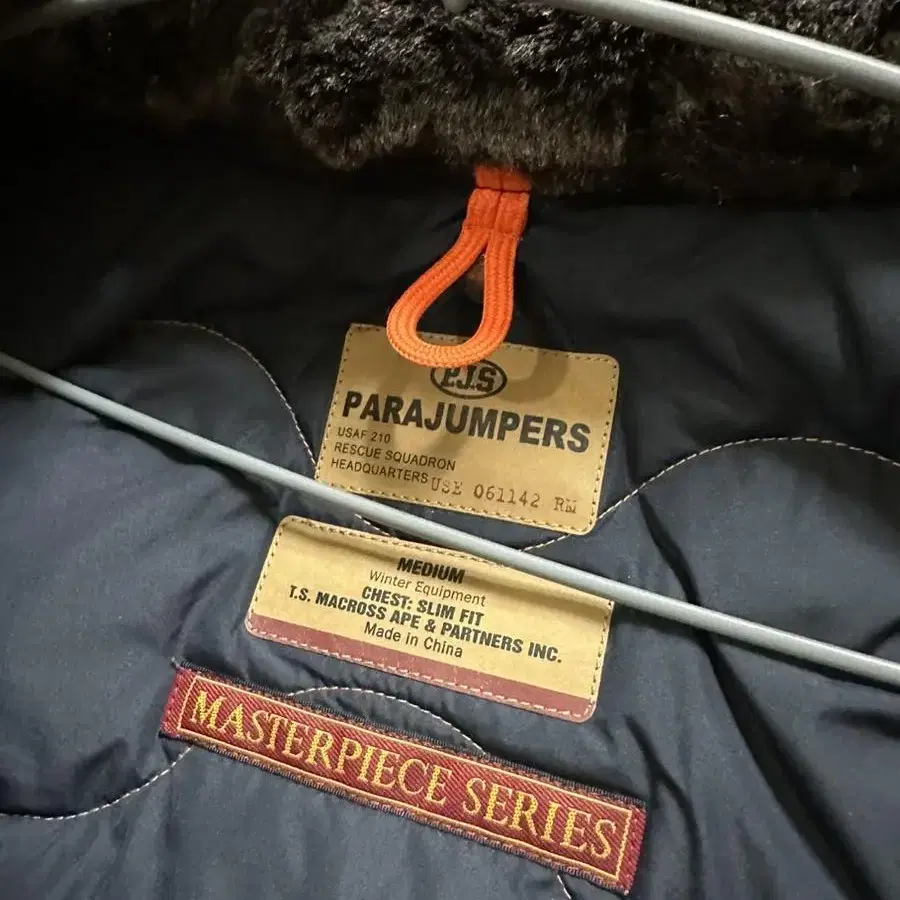 P.J.S
PARAJUMPERS
USAF 210
RESCUE SQUADRON
HEADQUARTERS USE 061142 RM
MEDIUM
Winter Equipment
CHEST: SLIM FIT
T.S. MACROSS APE & PARTNERS INC.
Made in China
MASTERPIECE SERIES